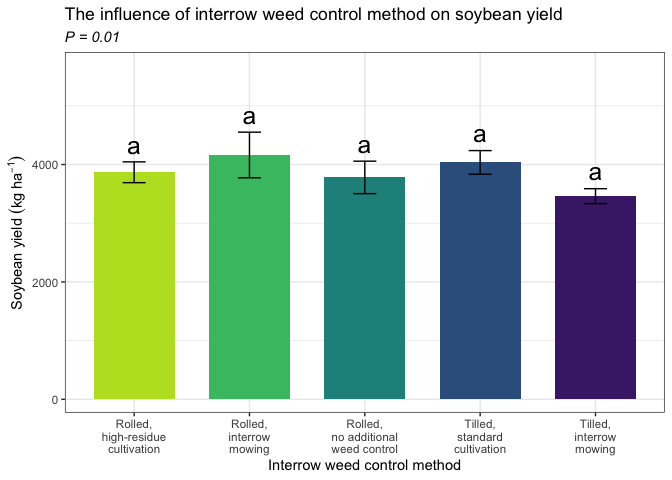 The influence of interrow weed control method on soybean yield
P = 0.01
Soybean yield (kg ha⁻¹)
4000
2000
0
a
a
a
a
a
Rolled,
high-residue
cultivation
Rolled,
interrow
mowing
Rolled,
no additional
weed control
Tilled,
standard
cultivation
Tilled,
interrow
mowing
Interrow weed control method